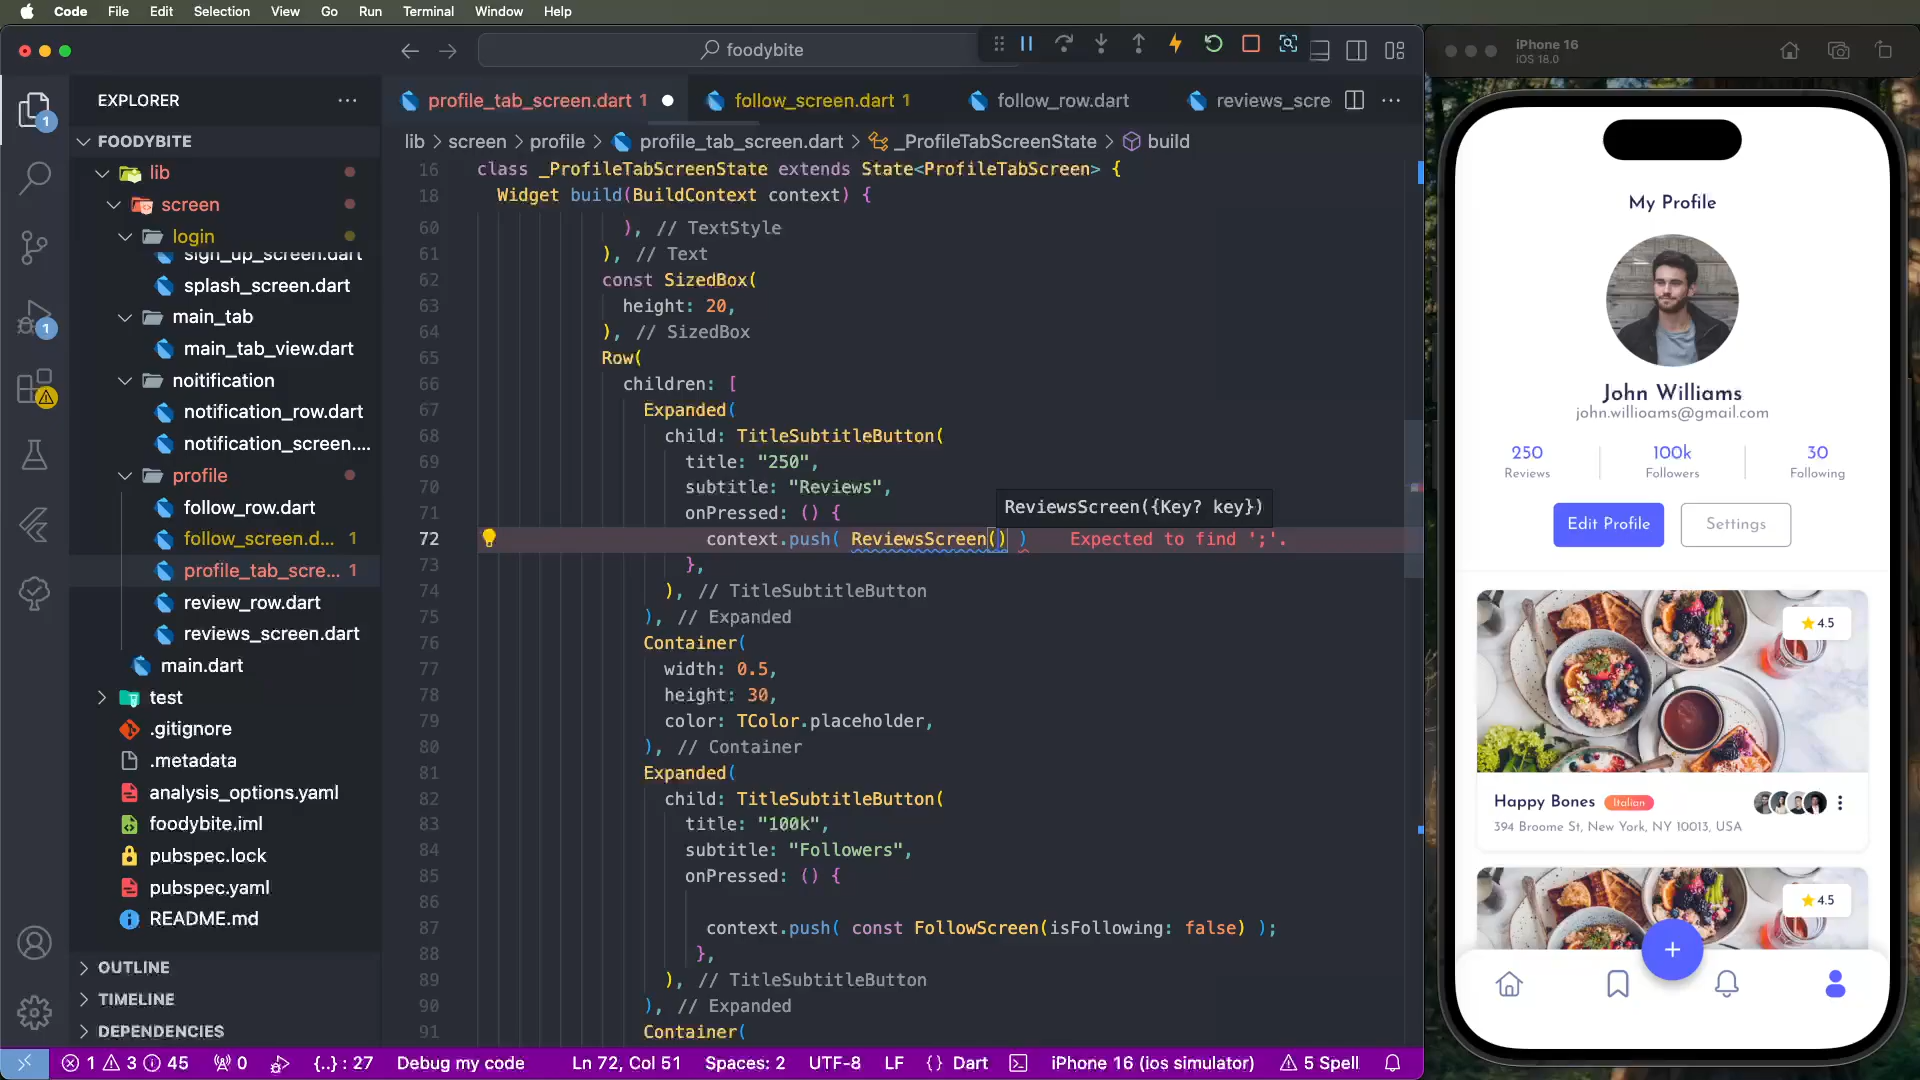 Code File Edit Selection View Go Run Terminal Window Help
foodybite
EXPLORER
FOODYBITE
lib
screen
login
sign_up_screen.dart
splash_screen.dart
main_tab
main_tab_view.dart
noitification
notification_row.dart
notification_screen....
profile
follow_row.dart
follow_screen.d... 1
profile_tab_scre... 1
review_row.dart
reviews_screen.dart
main.dart
test
.gitignore
.metadata
analysis_options.yaml
foodybite.iml
pubspec.lock
pubspec.yaml
README.md
OUTLINE
TIMELINE
DEPENDENCIES
1
1
profile_tab_screen.dart 1 follow_screen.dart 1 follow_row.dart reviews_scre
lib > screen > profile > profile_tab_screen.dart > _ProfileTabScreenState > build
16 class _ProfileTabScreenState extends State<ProfileTabScreen> {
18 Widget build(BuildContext context) {
60 ), // TextStyle
61 ), // Text
62 const SizedBox(
63 height: 20,
64 ), // SizedBox
65 Row(
66 children: [
67 Expanded(
68 child: TitleSubtitleButton(
69 title: "250",
70 subtitle: "Reviews",
71 onPressed: () {
ReviewsScreen({Key? key})
72 context.push( ReviewsScreen() ) Expected to find ';'.
73 },
74 ), // TitleSubtitleButton
75 ), // Expanded
76 Container(
77 width: 0.5,
78 height: 30,
79 color: TColor.placeholder,
80 ), // Container
81 Expanded(
82 child: TitleSubtitleButton(
83 title: "100k",
84 subtitle: "Followers",
85 onPressed: () {
86
87 context.push( const FollowScreen(isFollowing: false) );
88 },
89 ), // TitleSubtitleButton
90 ), // Expanded
91 Container(
1 3 45 0 {..} : 27 Debug my code Ln 72, Col 51 Spaces: 2 UTF-8 LF {} Dart iPhone 16 (ios simulator) 5 Spell
iPhone 16
iOS 18.0
My Profile
John Williams
john.willioams@gmail.com
250 100k 30
Reviews Followers Following
Edit Profile Settings
4.5
Happy Bones Italian
394 Broome St, New York, NY 10013, USA
4.5